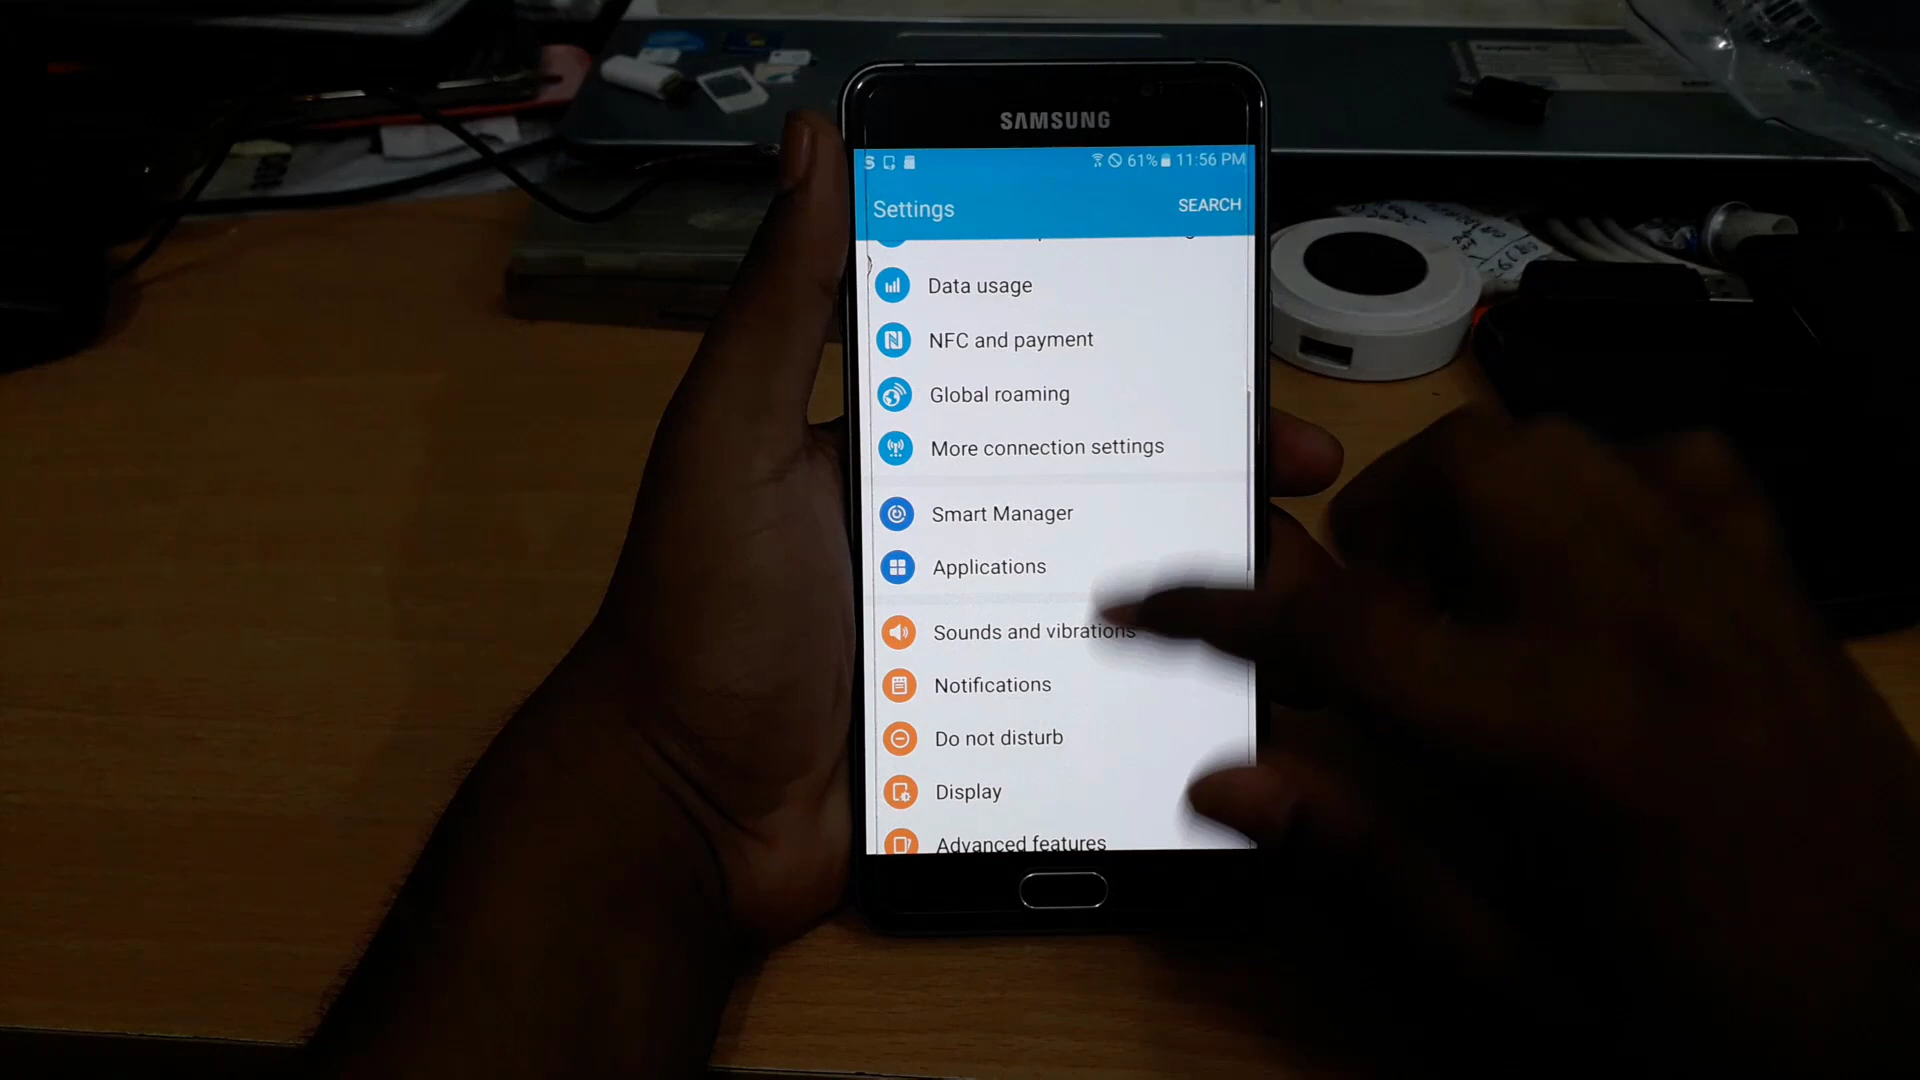 SAMSUNG
61% 11:56 PM
Settings SEARCH
Data usage
NFC and payment
Global roaming
More connection settings
Smart Manager
Applications
Sounds and vibrations
Notifications
Do not disturb
Display
Advanced features